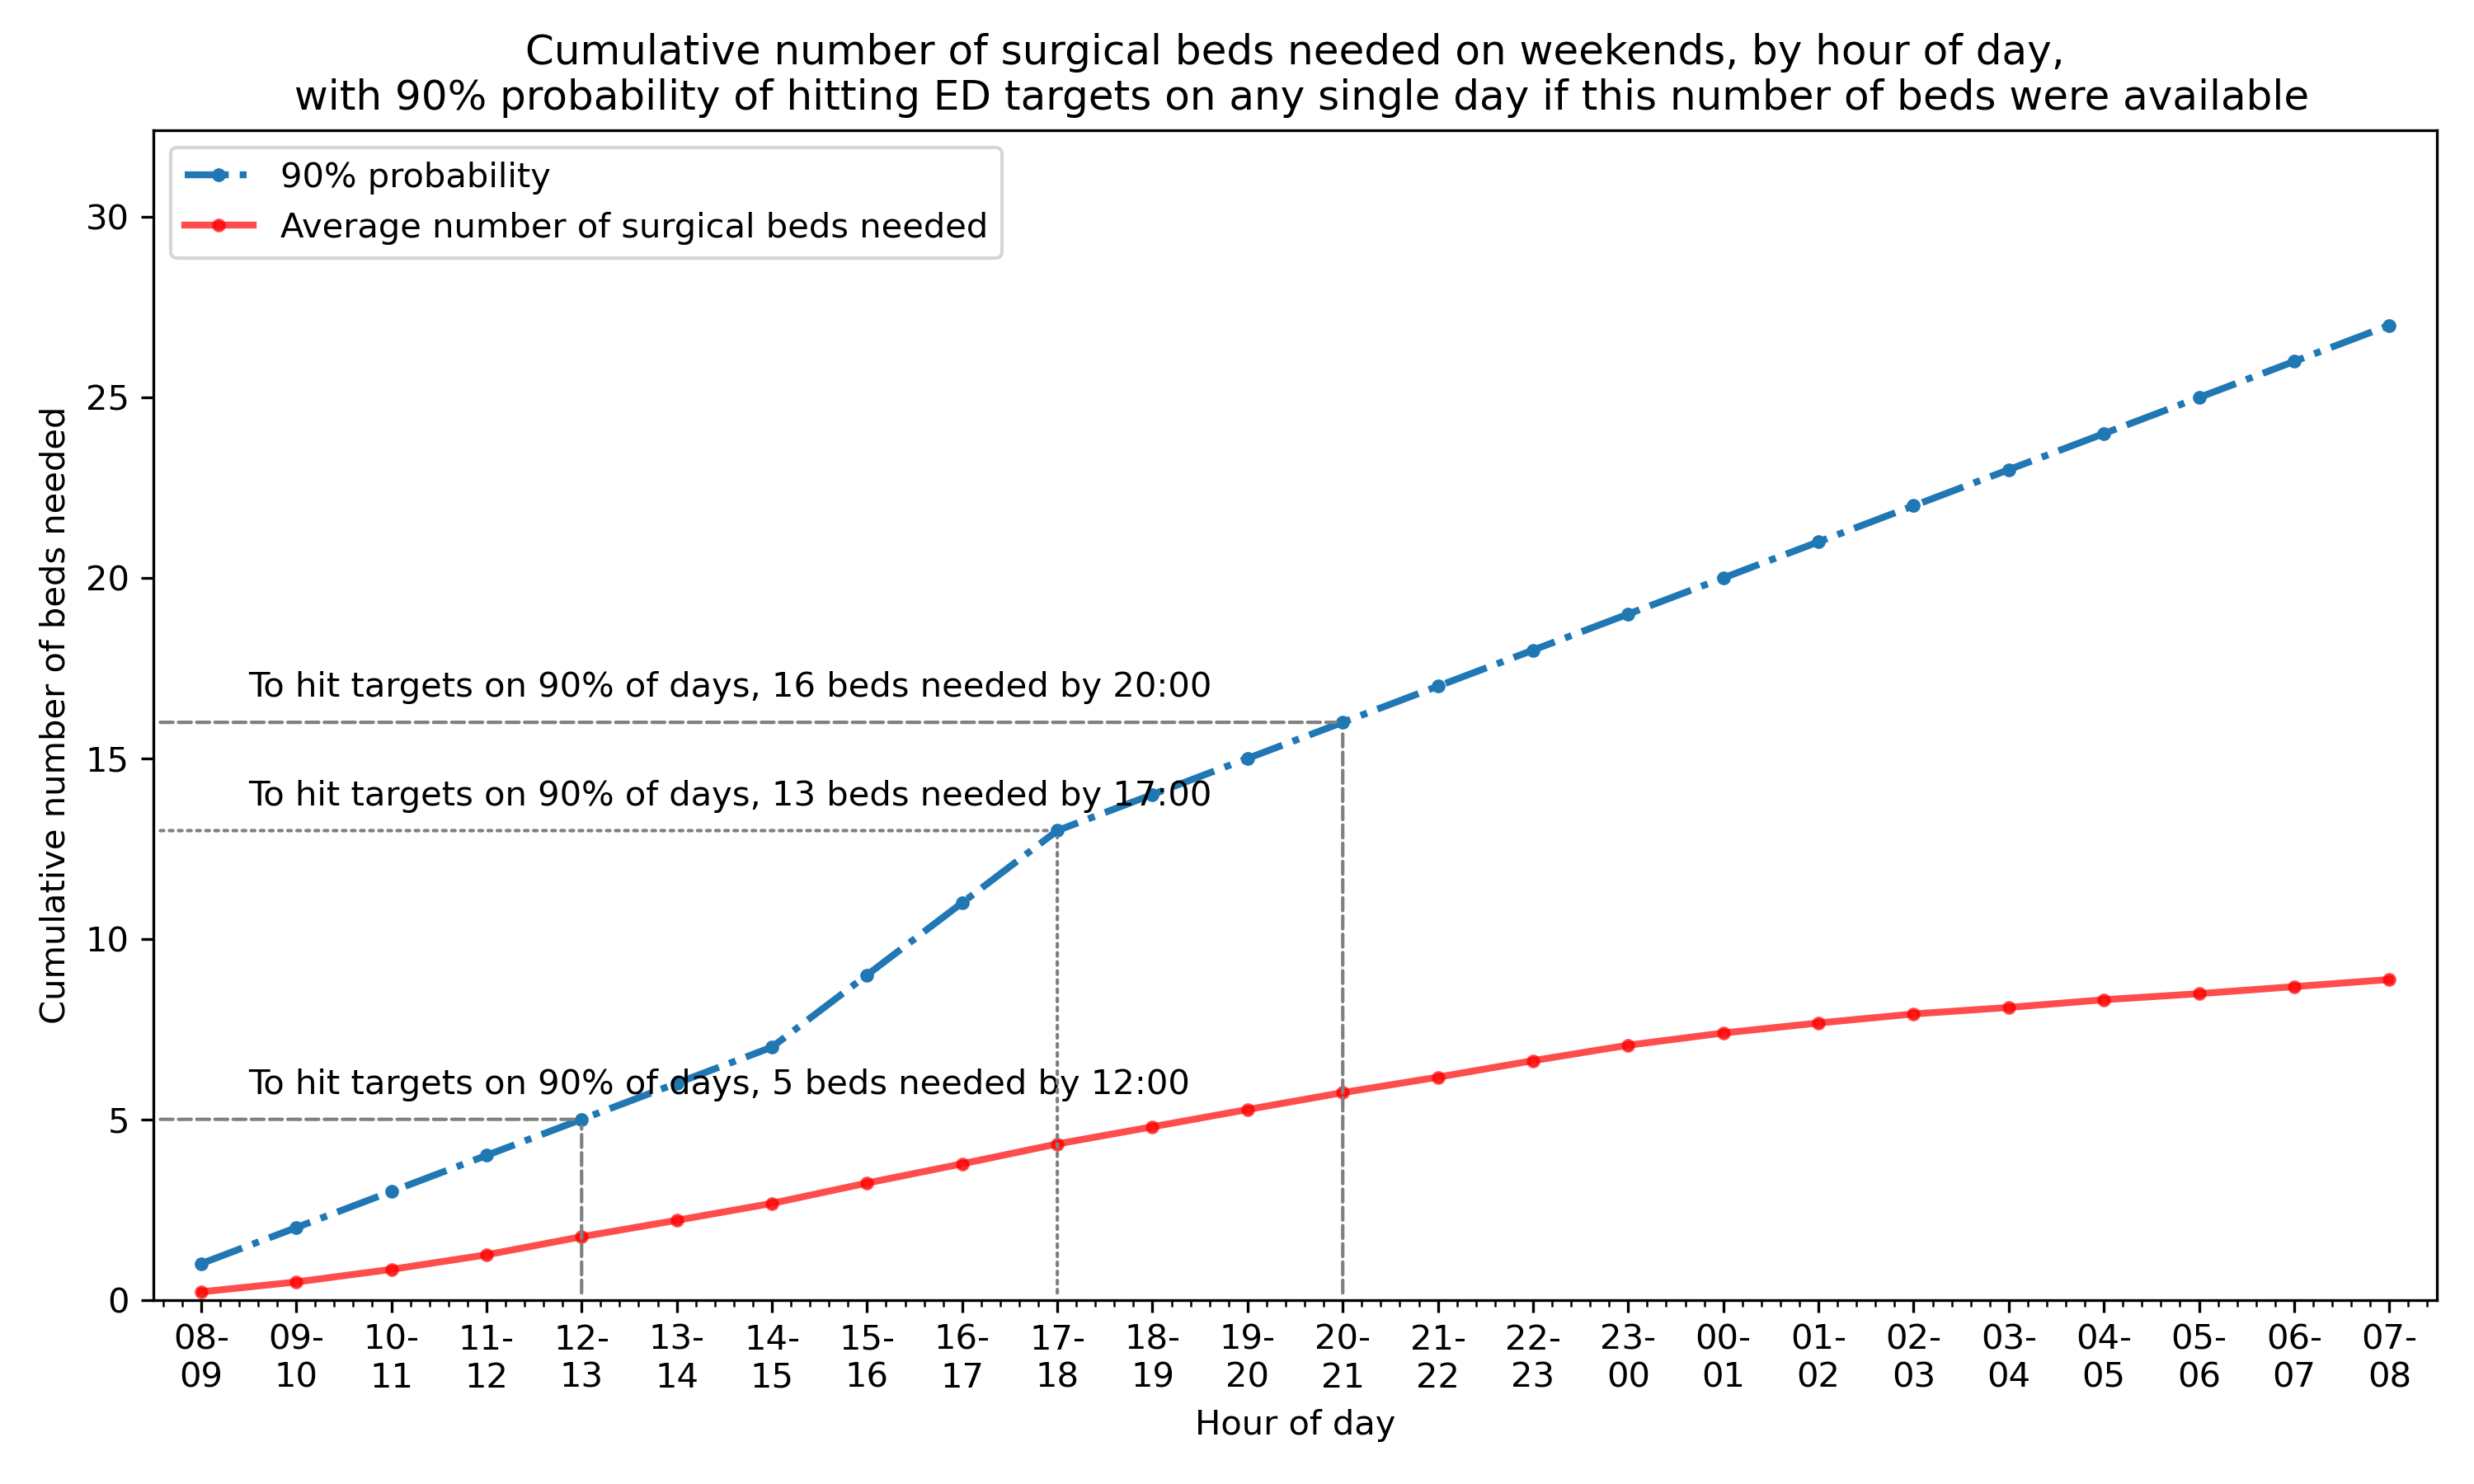 Cumulative number of surgical beds needed on weekends, by hour of day,
with 90% probability of hitting ED targets on any single day if this number of beds were available
90% probability
Average number of surgical beds needed
30
25
20
15
10
5
0
Cumulative number of beds needed
To hit targets on 90% of days, 16 beds needed by 20:00
To hit targets on 90% of days, 13 beds needed by 17:00
To hit targets on 90% of days, 5 beds needed by 12:00
08- 09- 10- 11- 12- 13- 14- 15- 16- 17- 18- 19- 20- 21- 22- 23- 00- 01- 02- 03- 04- 05- 06- 07-
09 10 11 12 13 14 15 16 17 18 19 20 21 22 23 00 01 02 03 04 05 06 07 08
Hour of day